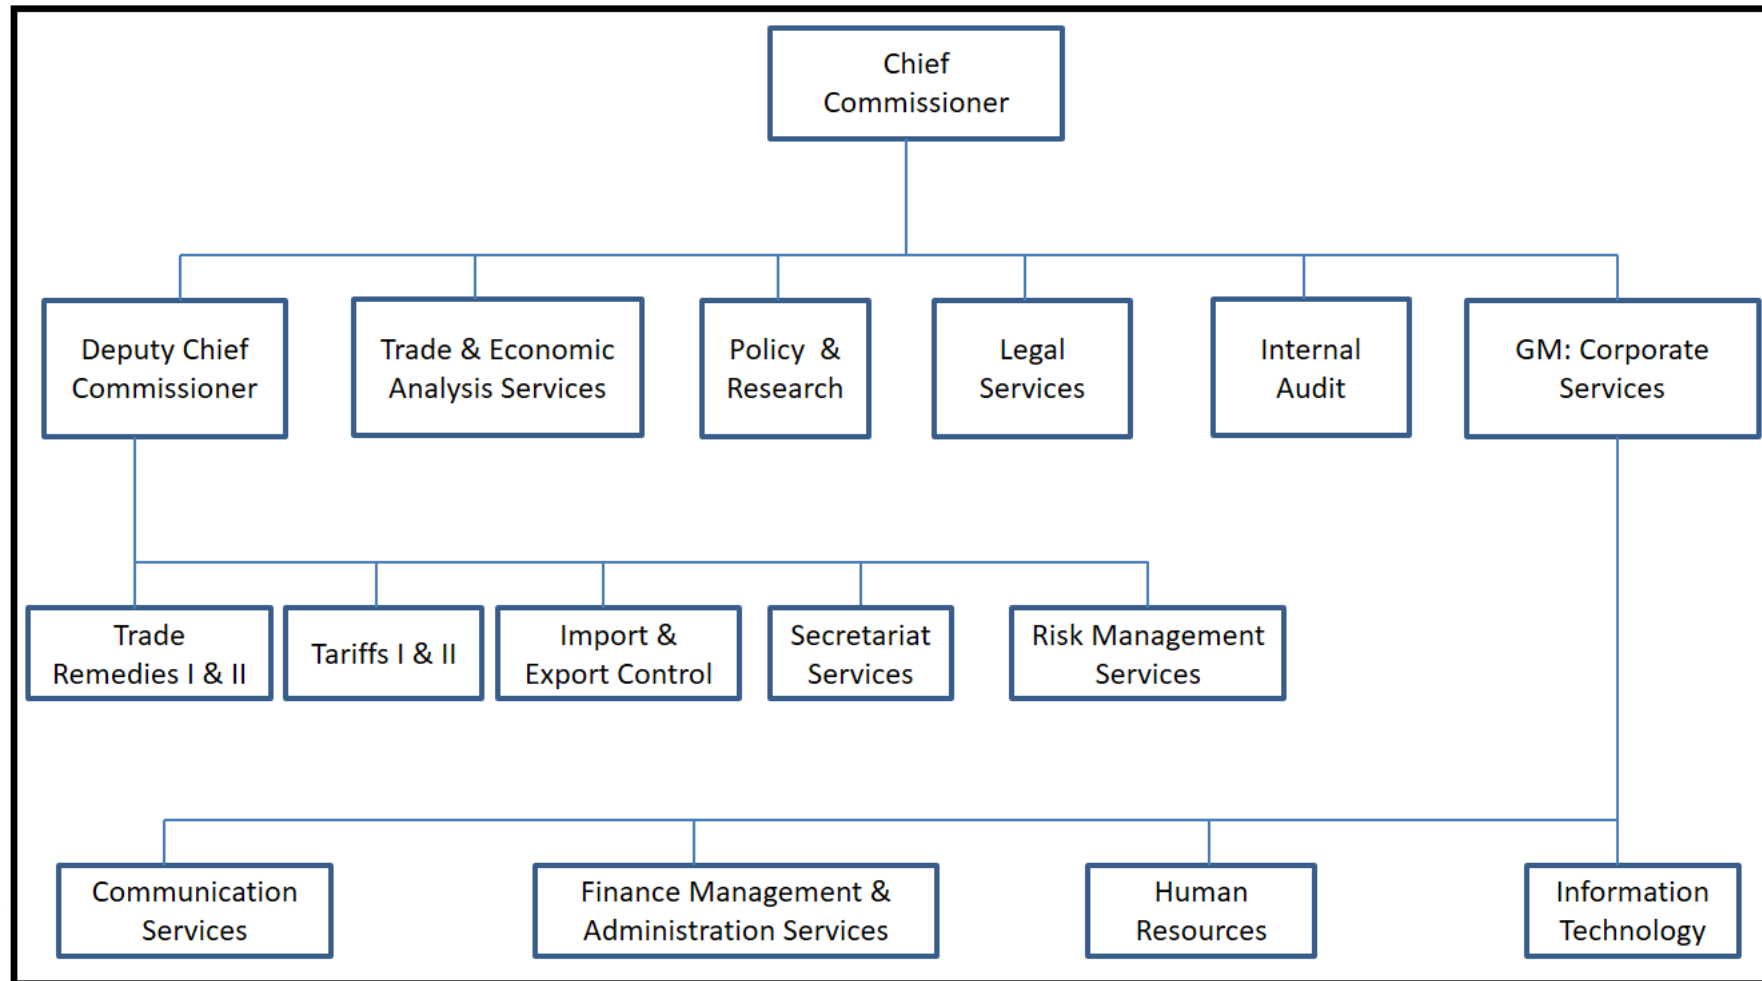 Chief
Commissioner
Deputy Chief
Commissioner
Trade & Economic
Analysis Services
Policy & 
Research
Legal
Services
Internal
Audit
GM: Corporate
Services
Trade
Remedies I & II
Tariffs I & II
Import &
Export Control
Secretariat
Services
Risk Management
Services
Communication
Services
Finance Management &
Administration Services
Human
Resources
Information
Technology